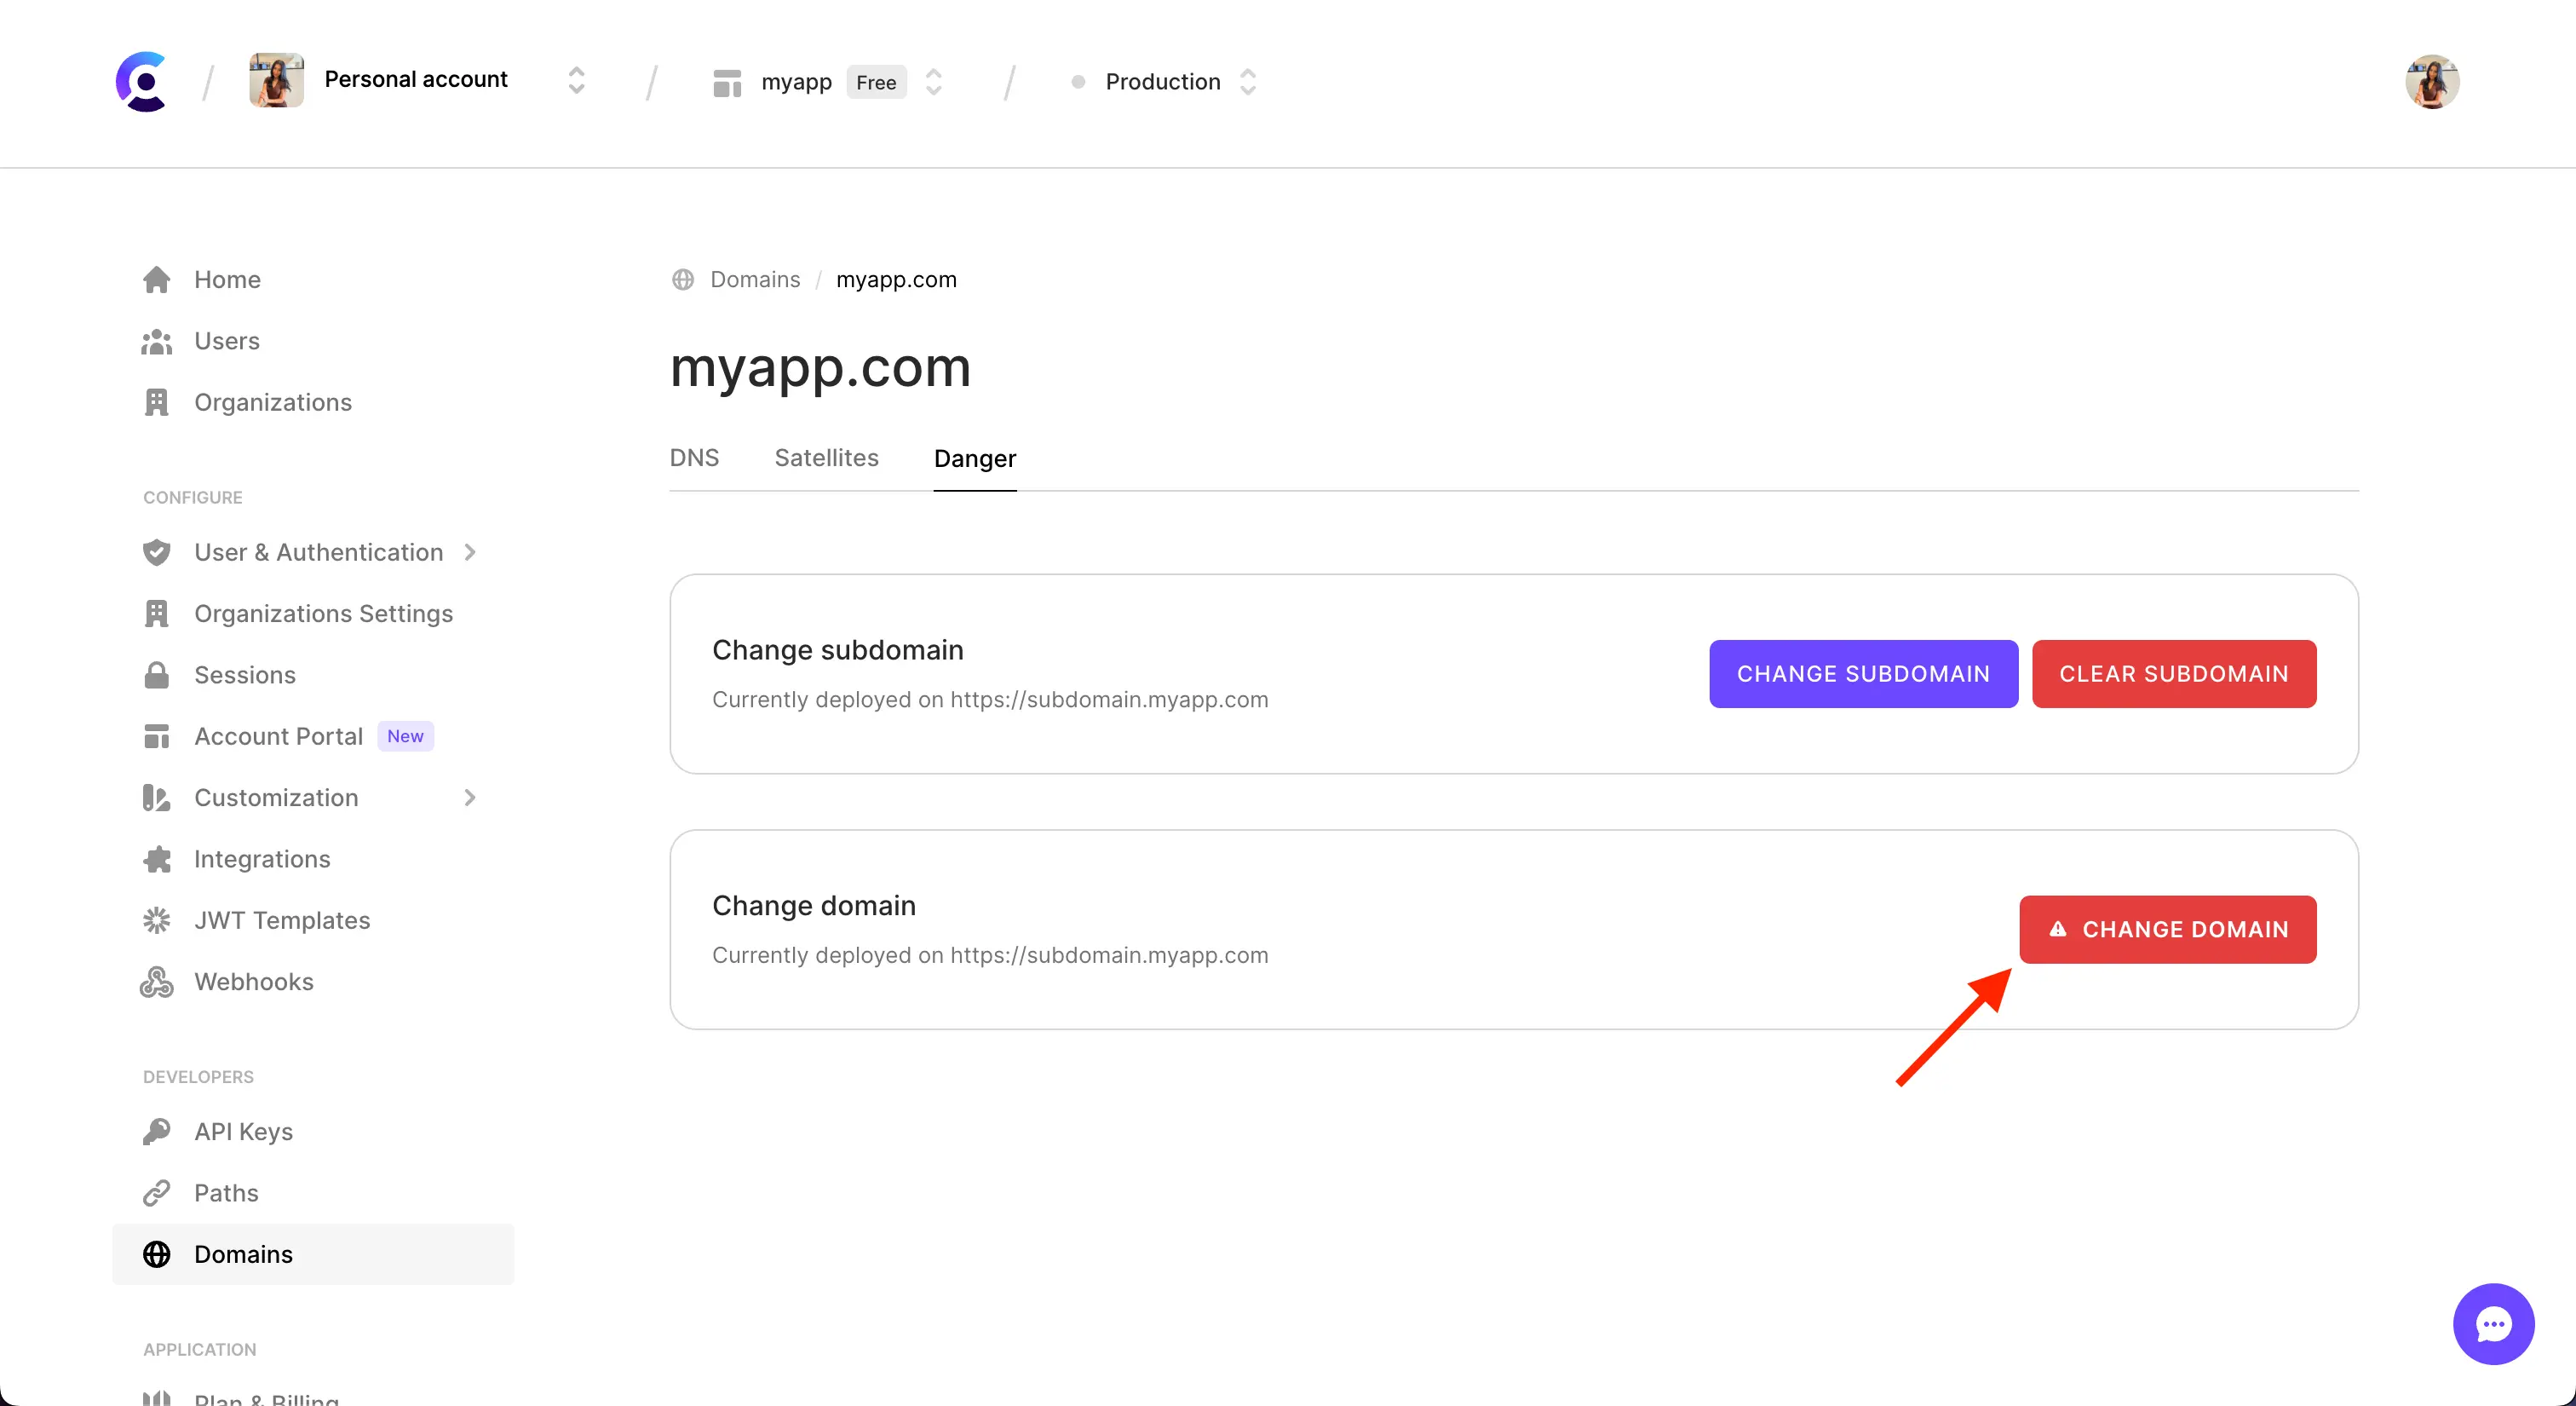 Personal account
myapp Free
Production
Home
Users
Organizations
CONFIGURE
User & Authentication
Organizations Settings
Sessions
Account Portal New
Customization
Integrations
JWT Templates
Webhooks
DEVELOPERS
API Keys
Paths
Domains
APPLICATION
Plan & Billing
Domains / myapp.com
myapp.com
DNS Satellites Danger
Change subdomain
Currently deployed on https://subdomain.myapp.com
CHANGE SUBDOMAIN CLEAR SUBDOMAIN
Change domain
Currently deployed on https://subdomain.myapp.com
CHANGE DOMAIN